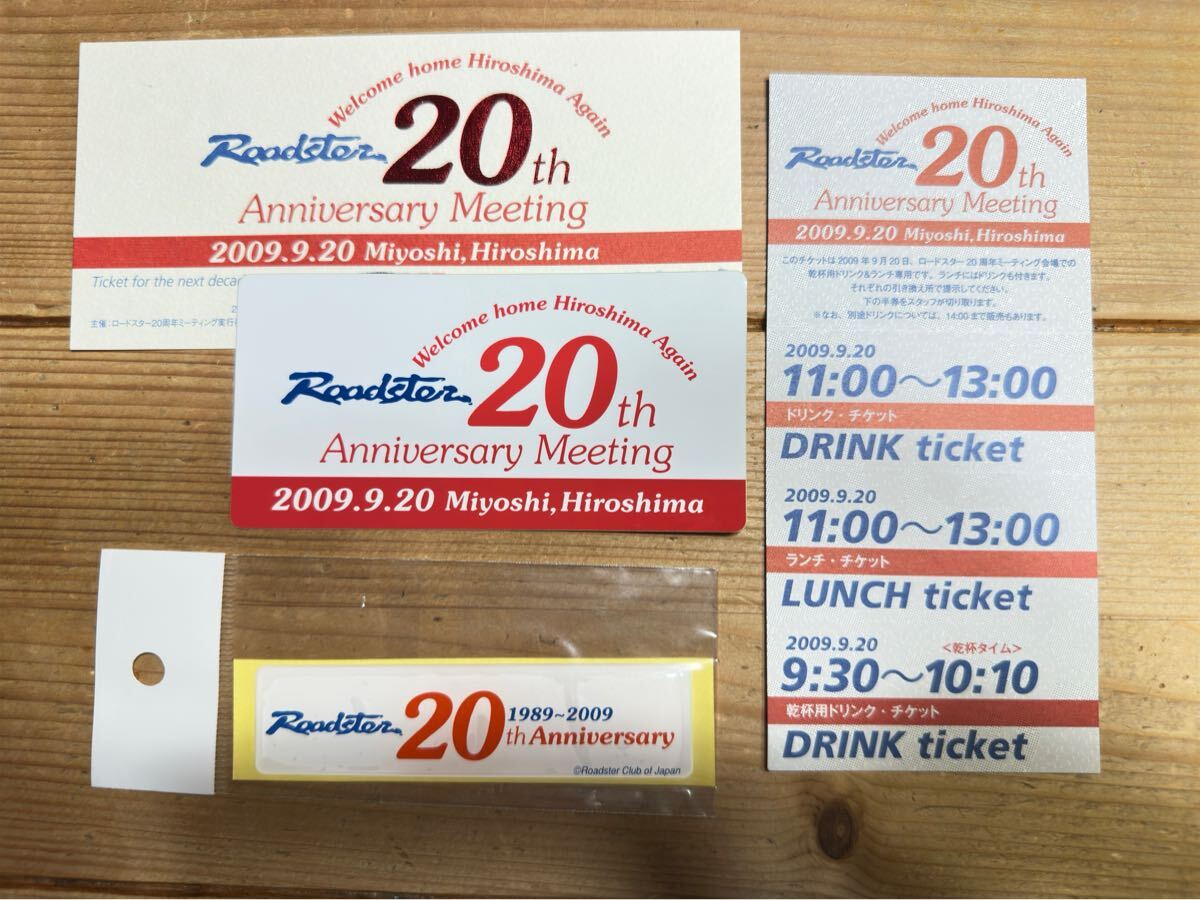 Welcome home Hiroshima Again
Roadster 20th
Anniversary Meeting
2009.9.20 Miyoshi, Hiroshima
Ticket for the next
主催：ロードスター20周年ミーティング実行
Welcome home Hiroshima Again
Roadster 20th
Anniversary Meeting
2009.9.20 Miyoshi, Hiroshima
Roadster 20th Anniversary
1989~2009
©Roadster Club of Japan
Welcome home Hiroshima Again
Roadster 20th
Anniversary Meeting
2009.9.20 Miyoshi, Hiroshima
このチケットは2009年9月20日、ロードスター20周年ミーティング会場での
乾杯用ドリンク&ランチ専用です。ランチにはドリンクも付きます。
それぞれの引き換え所で提示してください。
下の半券をスタッフが切り取ります。
※なお、別途ドリンクについては、14:00まで販売もあります。
2009.9.20
11:00～13:00
ドリンク・チケット
DRINK ticket
2009.9.20
11:00～13:00
ランチ・チケット
LUNCH ticket
2009.9.20 <乾杯タイム>
9:30～10:10
乾杯用ドリンク・チケット
DRINK ticket